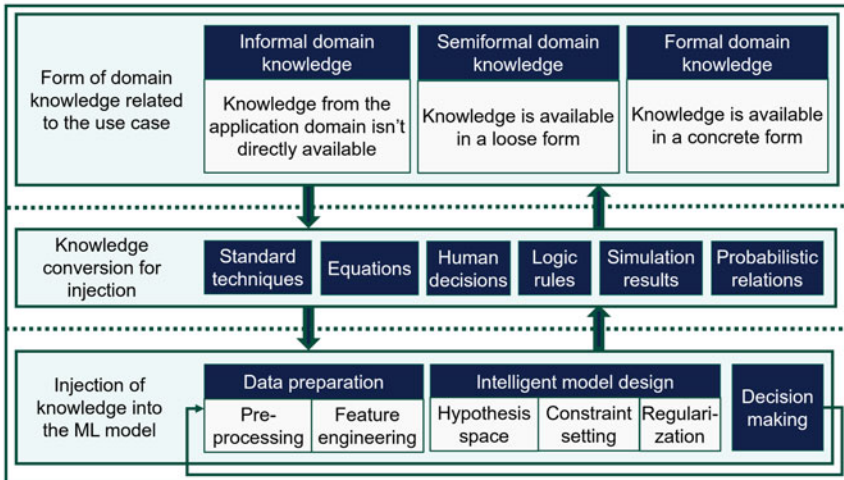 Form of domain
knowledge related
to the use case
Informal domain
knowledge
Knowledge from the
application domain isn't
directly available
Semiformal domain
knowledge
Knowledge is available
in a loose form
Formal domain
knowledge
Knowledge is available
in a concrete form
Knowledge
conversion for
injection
Standard
techniques
Equations
Human
decisions
Logic
rules
Simulation
results
Probabilistic
relations
Injection of
knowledge into
the ML model
Data preparation
Pre-
processing
Feature
engineering
Intelligent model design
Hypothesis
space
Constraint
setting
Regulari-
zation
Decision
making